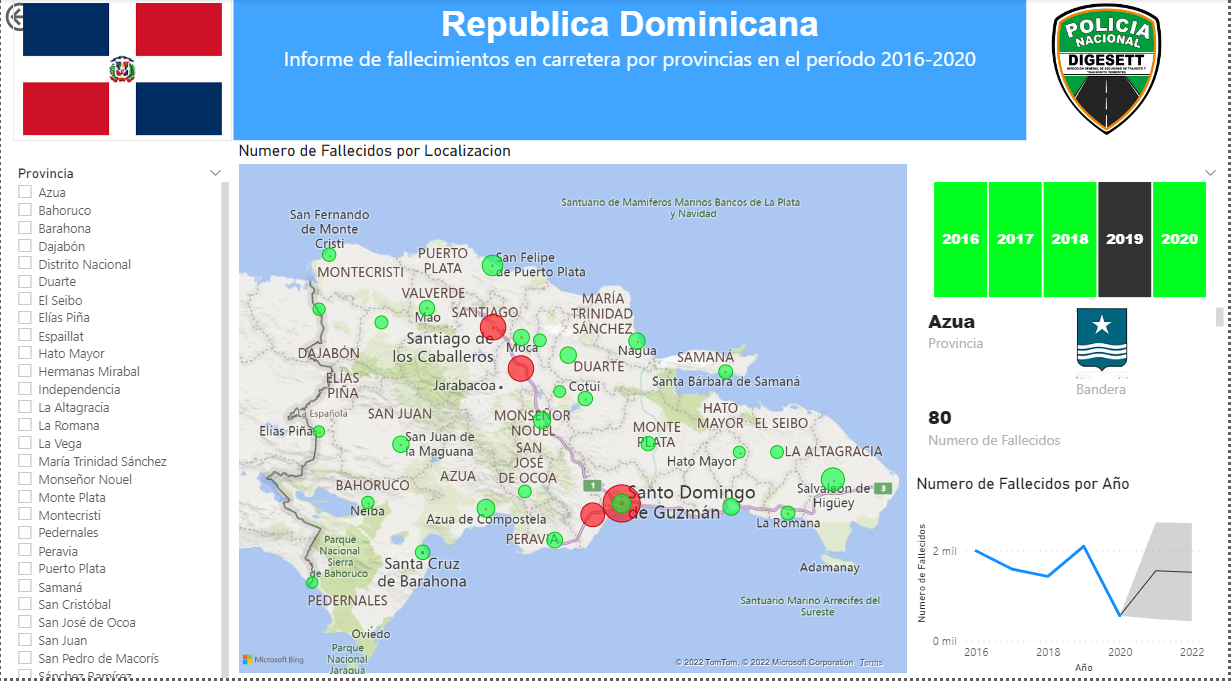 Republica Dominicana
Informe de fallecimientos en carretera por provincias en el período 2016-2020
POLICIA
NACIONAL
DIGESETT
Numero de Fallecidos por Localizacion
Provincia
Azua
Bahoruco
Barahona
Dajabón
Distrito Nacional
Duarte
El Seibo
Elías Piña
Espaillat
Hato Mayor
Hermanas Mirabal
Independencia
La Altagracia
La Romana
La Vega
María Trinidad Sánchez
Monseñor Nouel
Monte Plata
Montecristi
Pedernales
Peravia
Puerto Plata
Samaná
San Cristóbal
San José de Ocoa
San Juan
San Pedro de Macorís
Sánchez Ramírez
Santuario de Mamíferos Marinos Bancos de La Plata
y Navidad
San Fernando
de Monte
Cristi
MONTECRISTI
PUERTO
PLATA
San Felipe
de Puerto Plata
VALVERDE
Mao
SANTIAGO
MARÍA
TRINIDAD
SÁNCHEZ
Santiago de
los Caballeros
Moca
Nagua
DAJABÓN
DUARTE
SAMANÁ
Santa Bárbara de Samaná
ELÍAS
PIÑA
Jarabacoa
Cotuí
La Española
SAN JUAN
MONSEÑOR
NOUEL
HATO
MAYOR
EL SEIBO
Elías Piña
San Juan de
la Maguana
MONTE
PLATA
SAN
JOSÉ
DE OCOA
Hato Mayor
LA ALTAGRACIA
AZUA
BAHORUCO
1
Santo Domingo
de Guzmán
Salvaleón de
Higüey
3
Neiba
Azua de Compostela
La Romana
PERAVIA
Parque
Nacional
Sierra
de Bahoruco
Santa Cruz
de Barahona
Adamanay
PEDERNALES
Santuario Marino Arrecifes del
Sureste
Oviedo
Parque
Nacional
Jaragua
Microsoft Bing
© 2022 TomTom, © 2022 Microsoft Corporation Terms
2016 2017 2018 2019 2020
Azua
Provincia
Bandera
80
Numero de Fallecidos
Numero de Fallecidos por Año
Numero de Fallecidos
2 mil
0 mil
2016 2018 2020 2022
Año